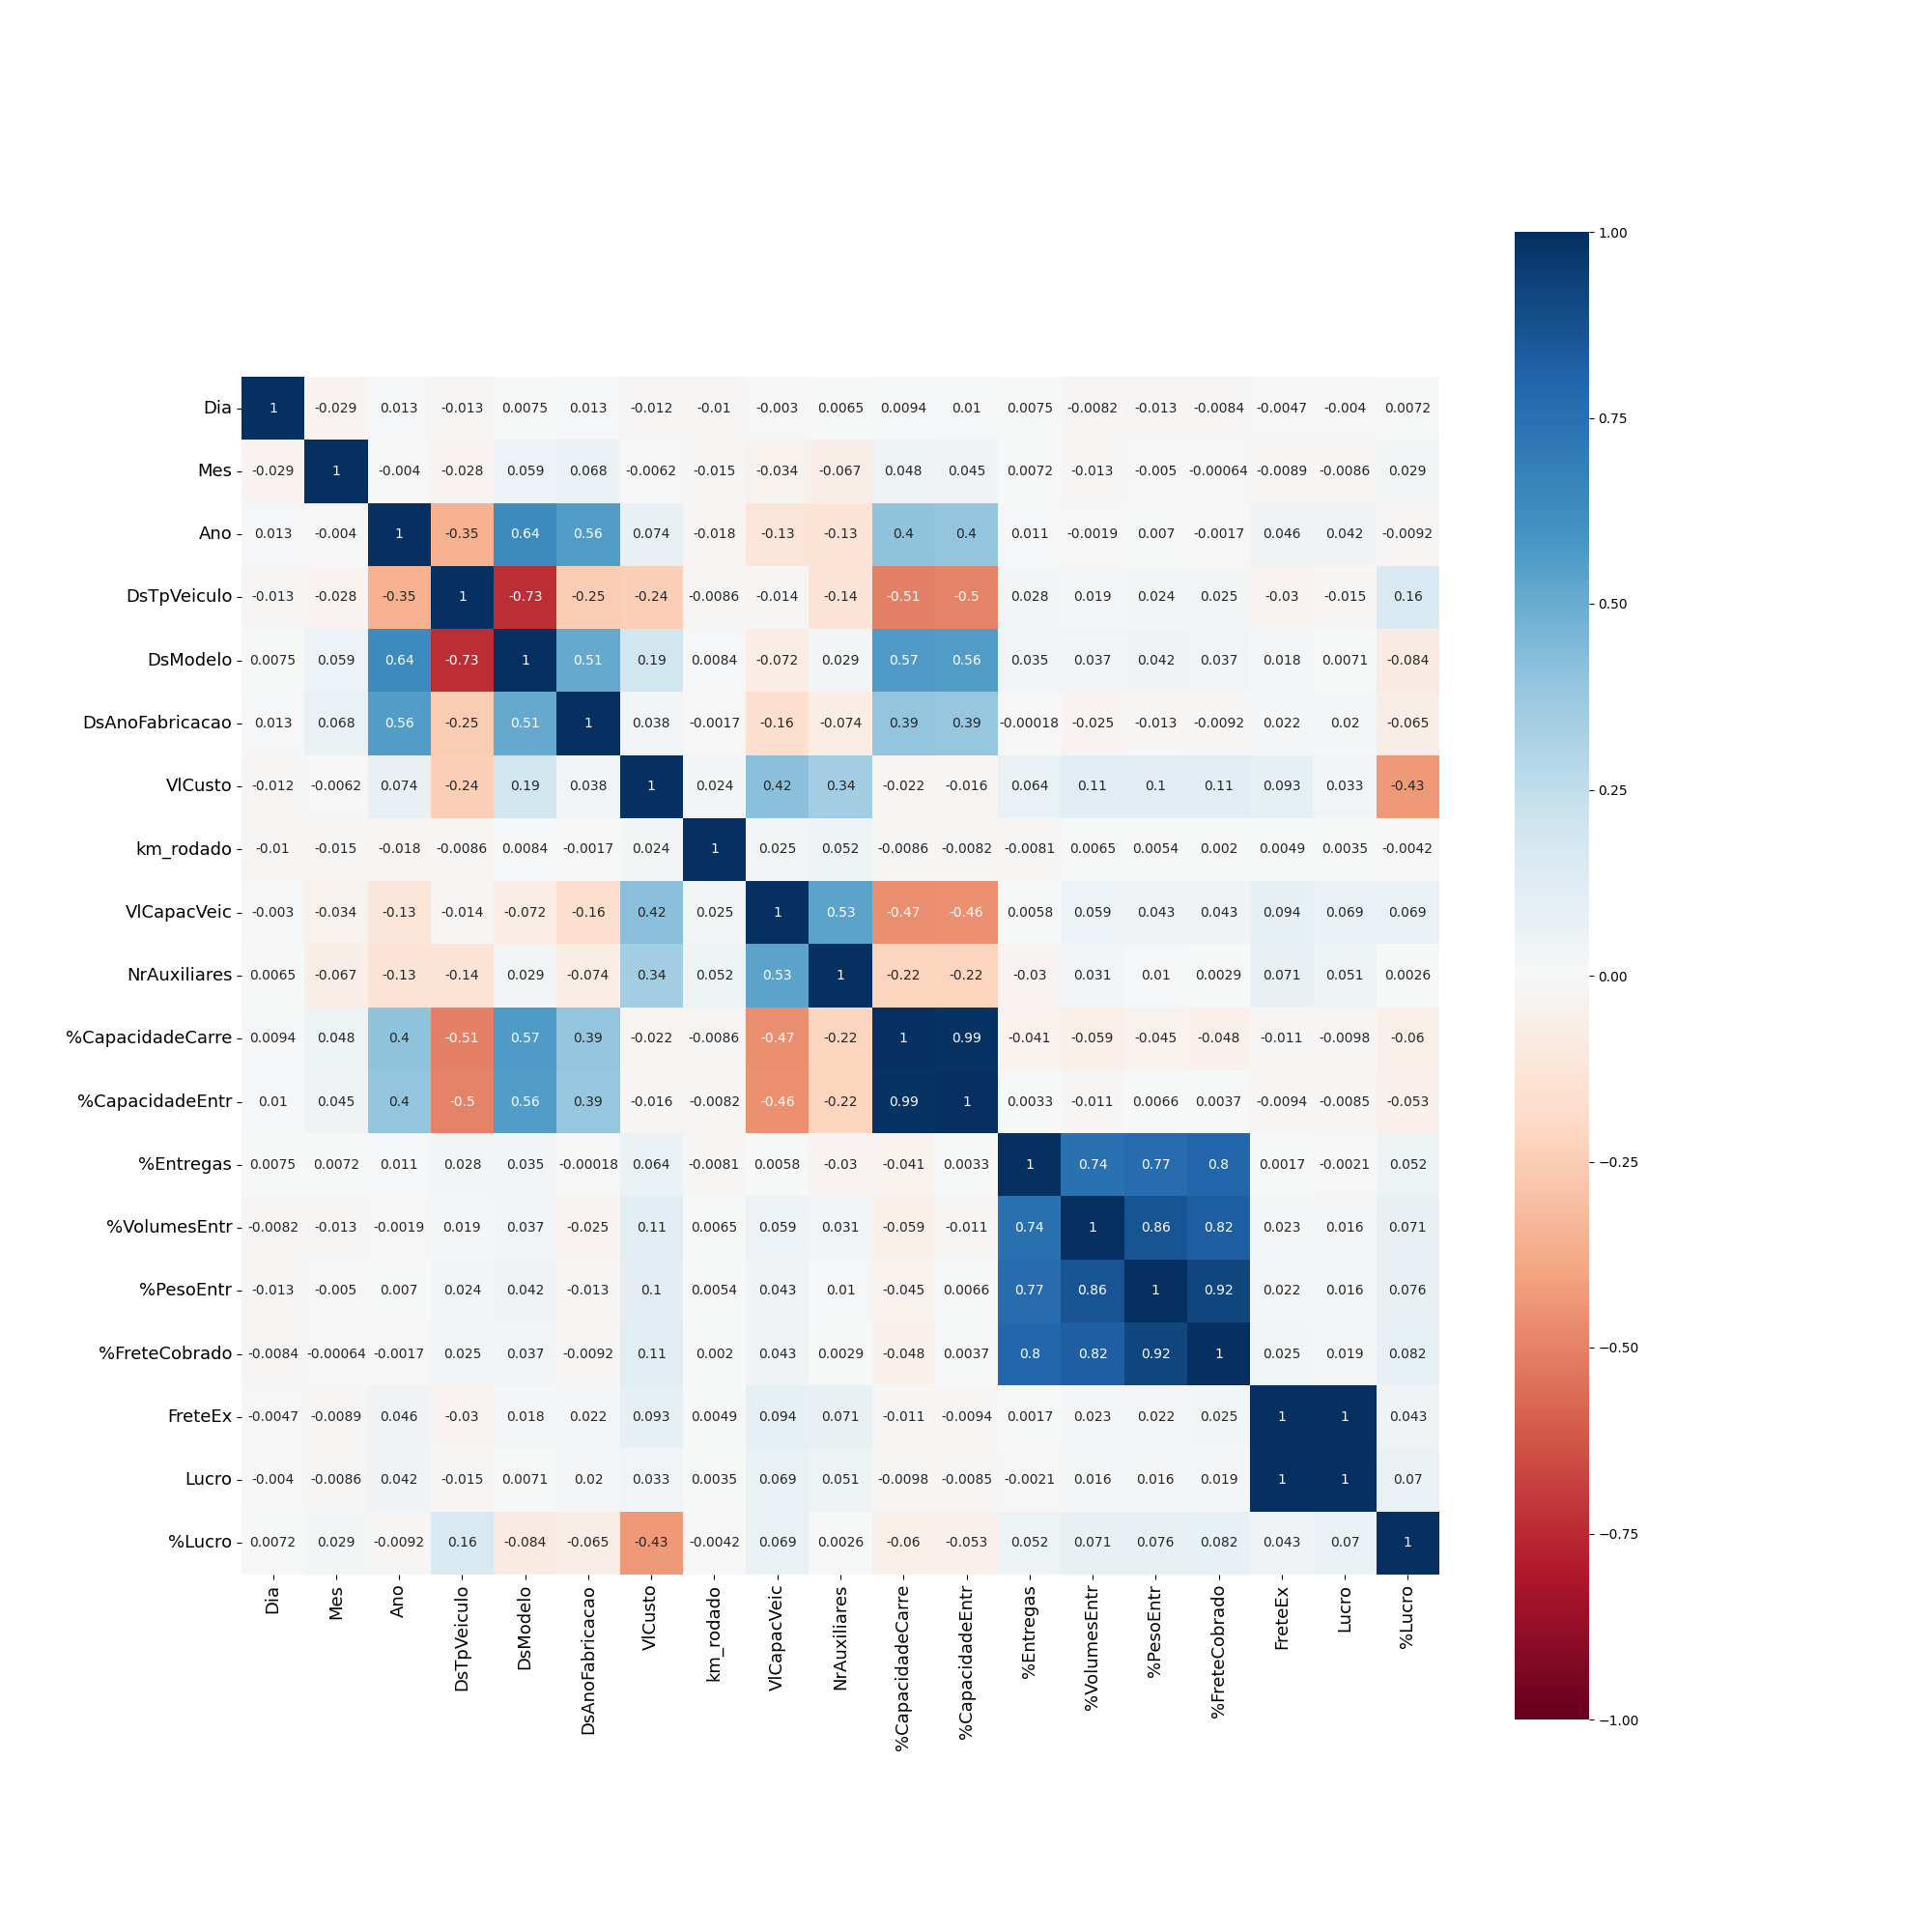 1.00
0.75
0.50
0.25
0.00
−0.25
−0.50
−0.75
−1.00
Dia 1 -0.029 0.013 -0.013 0.0075 0.013 -0.012 -0.01 -0.003 0.0065 0.0094 0.01 0.0075 -0.0082 -0.013 -0.0084 -0.0047 -0.004 0.0072
Mes -0.029 1 -0.004 -0.028 0.059 0.068 -0.0062 -0.015 -0.034 -0.067 0.048 0.045 0.0072 -0.013 -0.005 -0.00064 -0.0089 -0.0086 0.029
Ano 0.013 -0.004 1 -0.35 0.64 0.56 0.074 -0.018 -0.13 -0.13 0.4 0.4 0.011 -0.0019 0.007 -0.0017 0.046 0.042 -0.0092
DsTpVeiculo -0.013 -0.028 -0.35 1 -0.73 -0.25 -0.24 -0.0086 -0.014 -0.14 -0.51 -0.5 0.028 0.019 0.024 0.025 -0.03 -0.015 0.16
DsModelo 0.0075 0.059 0.64 -0.73 1 0.51 0.19 0.0084 -0.072 0.029 0.57 0.56 0.035 0.037 0.042 0.037 0.018 0.0071 -0.084
DsAnoFabricacao 0.013 0.068 0.56 -0.25 0.51 1 0.038 -0.0017 -0.16 -0.074 0.39 0.39 -0.00018 -0.025 -0.013 -0.0092 0.022 0.02 -0.065
VlCusto -0.012 -0.0062 0.074 -0.24 0.19 0.038 1 0.024 0.42 0.34 -0.022 -0.016 0.064 0.11 0.1 0.11 0.093 0.033 -0.43
km_rodado -0.01 -0.015 -0.018 -0.0086 0.0084 -0.0017 0.024 1 0.025 0.052 -0.0086 -0.0082 -0.0081 0.0065 0.0054 0.002 0.0049 0.0035 -0.0042
VlCapacVeic -0.003 -0.034 -0.13 -0.014 -0.072 -0.16 0.42 0.025 1 0.53 -0.47 -0.46 0.0058 0.059 0.043 0.043 0.094 0.069 0.069
NrAuxiliares 0.0065 -0.067 -0.13 -0.14 0.029 -0.074 0.34 0.052 0.53 1 -0.22 -0.22 -0.03 0.031 0.01 0.0029 0.071 0.051 0.0026
%CapacidadeCarre 0.0094 0.048 0.4 -0.51 0.57 0.39 -0.022 -0.0086 -0.47 -0.22 1 0.99 -0.041 -0.059 -0.045 -0.048 -0.011 -0.0098 -0.06
%CapacidadeEntr 0.01 0.045 0.4 -0.5 0.56 0.39 -0.016 -0.0082 -0.46 -0.22 0.99 1 0.0033 -0.011 0.0066 0.0037 -0.0094 -0.0085 -0.053
%Entregas 0.0075 0.0072 0.011 0.028 0.035 -0.00018 0.064 -0.0081 0.0058 -0.03 -0.041 0.0033 1 0.74 0.77 0.8 0.0017 -0.0021 0.052
%VolumesEntr -0.0082 -0.013 -0.0019 0.019 0.037 -0.025 0.11 0.0065 0.059 0.031 -0.059 -0.011 0.74 1 0.86 0.82 0.023 0.016 0.071
%PesoEntr -0.013 -0.005 0.007 0.024 0.042 -0.013 0.1 0.0054 0.043 0.01 -0.045 0.0066 0.77 0.86 1 0.92 0.022 0.016 0.076
%FreteCobrado -0.0084 -0.00064 -0.0017 0.025 0.037 -0.0092 0.11 0.002 0.043 0.0029 -0.048 0.0037 0.8 0.82 0.92 1 0.025 0.019 0.082
FreteEx -0.0047 -0.0089 0.046 -0.03 0.018 0.022 0.093 0.0049 0.094 0.071 -0.011 -0.0094 0.0017 0.023 0.022 0.025 1 1 0.043
Lucro -0.004 -0.0086 0.042 -0.015 0.0071 0.02 0.033 0.0035 0.069 0.051 -0.0098 -0.0085 -0.0021 0.016 0.016 0.019 1 1 0.07
%Lucro 0.0072 0.029 -0.0092 0.16 -0.084 -0.065 -0.43 -0.0042 0.069 0.0026 -0.06 -0.053 0.052 0.071 0.076 0.082 0.043 0.07 1
Dia
Mes
Ano
DsTpVeiculo
DsModelo
DsAnoFabricacao
VlCusto
km_rodado
VlCapacVeic
NrAuxiliares
%CapacidadeCarre
%CapacidadeEntr
%Entregas
%VolumesEntr
%PesoEntr
%FreteCobrado
FreteEx
Lucro
%Lucro